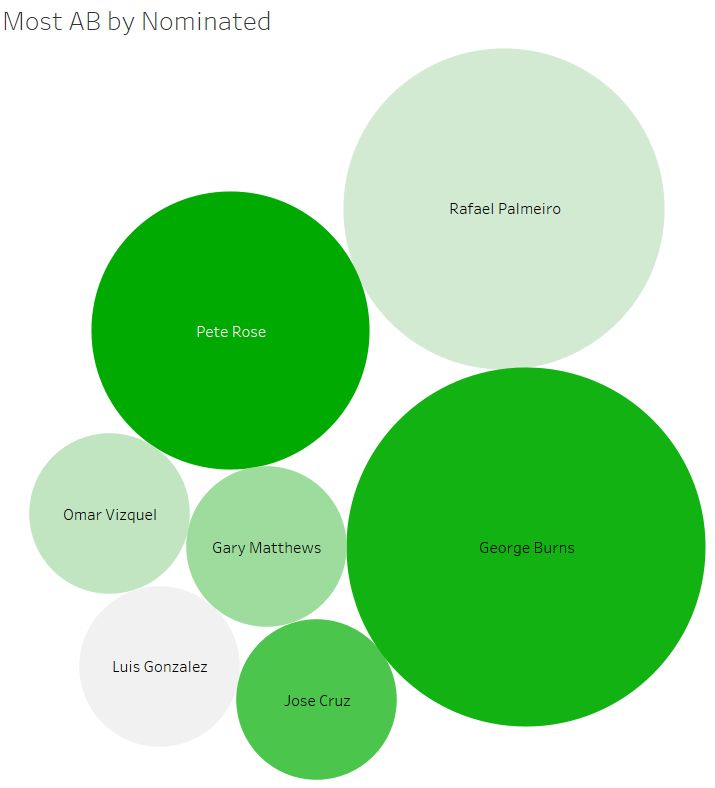 Most AB by Nominated
Rafael Palmeiro
Pete Rose
Omar Vizquel
Gary Matthews
George Burns
Luis Gonzalez
Jose Cruz